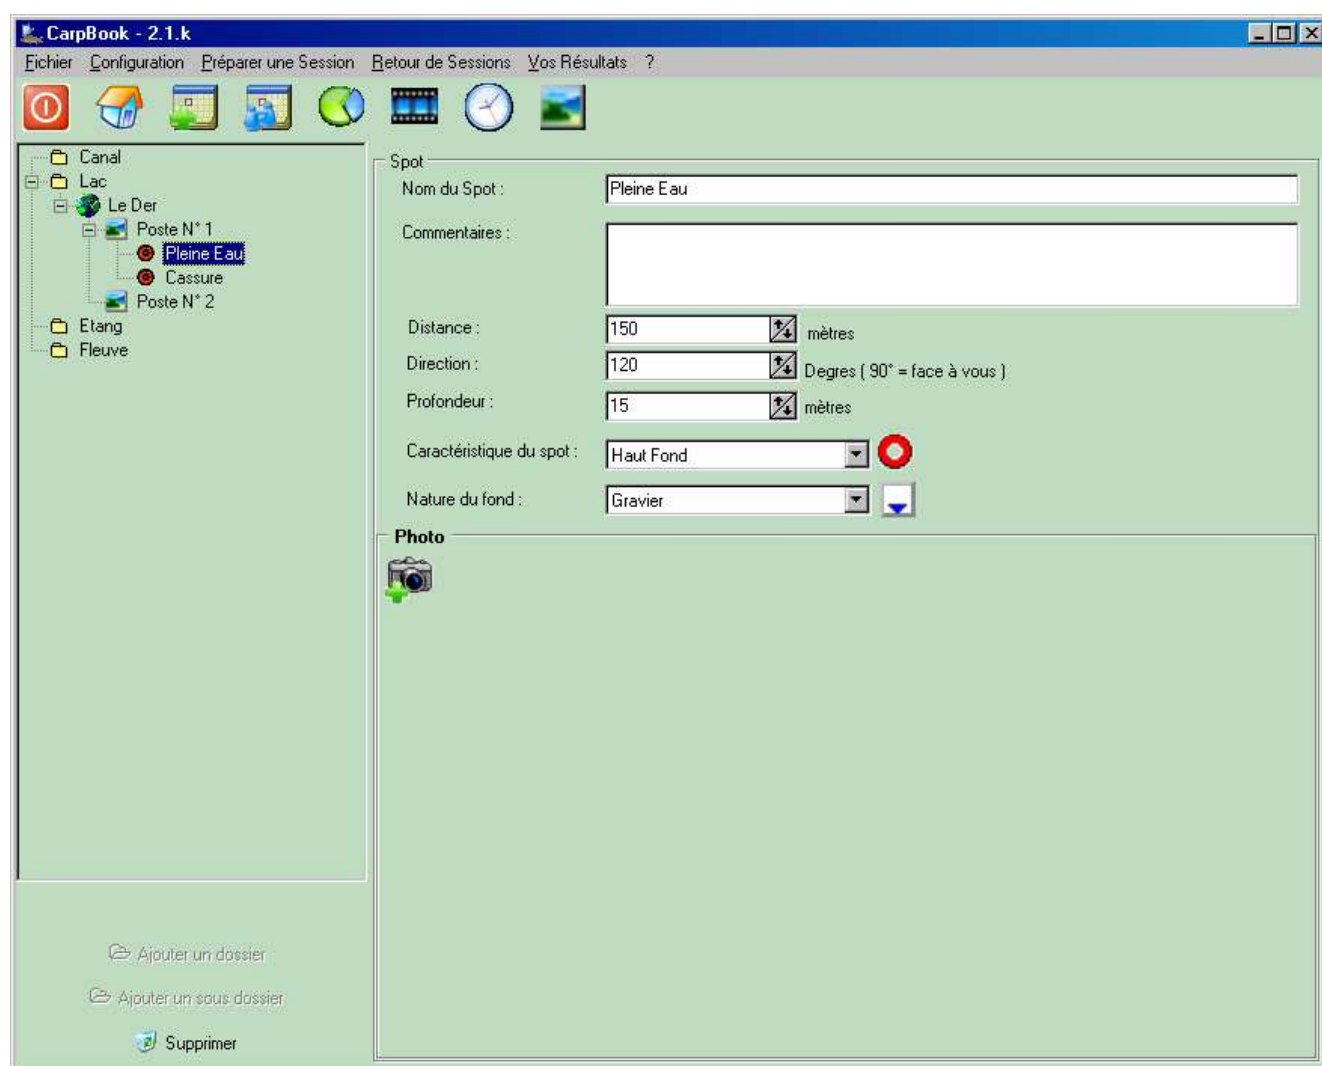 CarpBook - 2.1.k
Fichier Configuration Préparer une Session Retour de Sessions Vos Résultats ?
Canal
Lac
Le Der
Poste N° 1
Pleine Eau
Cassure
Poste N° 2
Etang
Fleuve
Ajouter un dossier
Ajouter un sous dossier
Supprimer
Spot
Nom du Spot : Pleine Eau
Commentaires :
Distance : 150 mètres
Direction : 120 Degres ( 90° = face à vous )
Profondeur : 15 mètres
Caractéristique du spot : Haut Fond
Nature du fond : Gravier
Photo